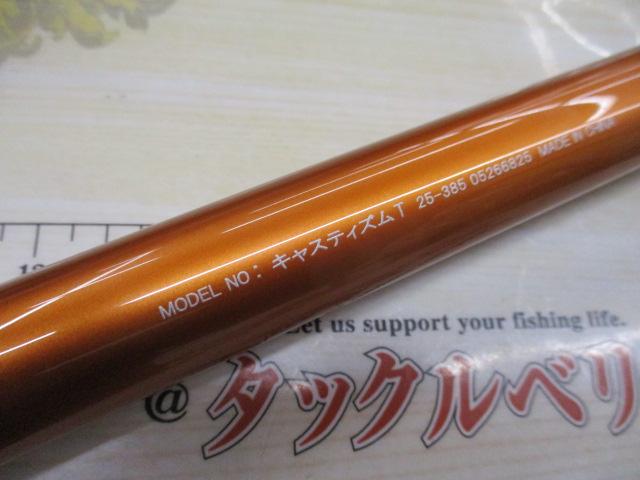 MODEL NO: キャスティズムT 25-385 05266825 MADE IN CHINA
Let us support your fishing life.
@タックルベリ